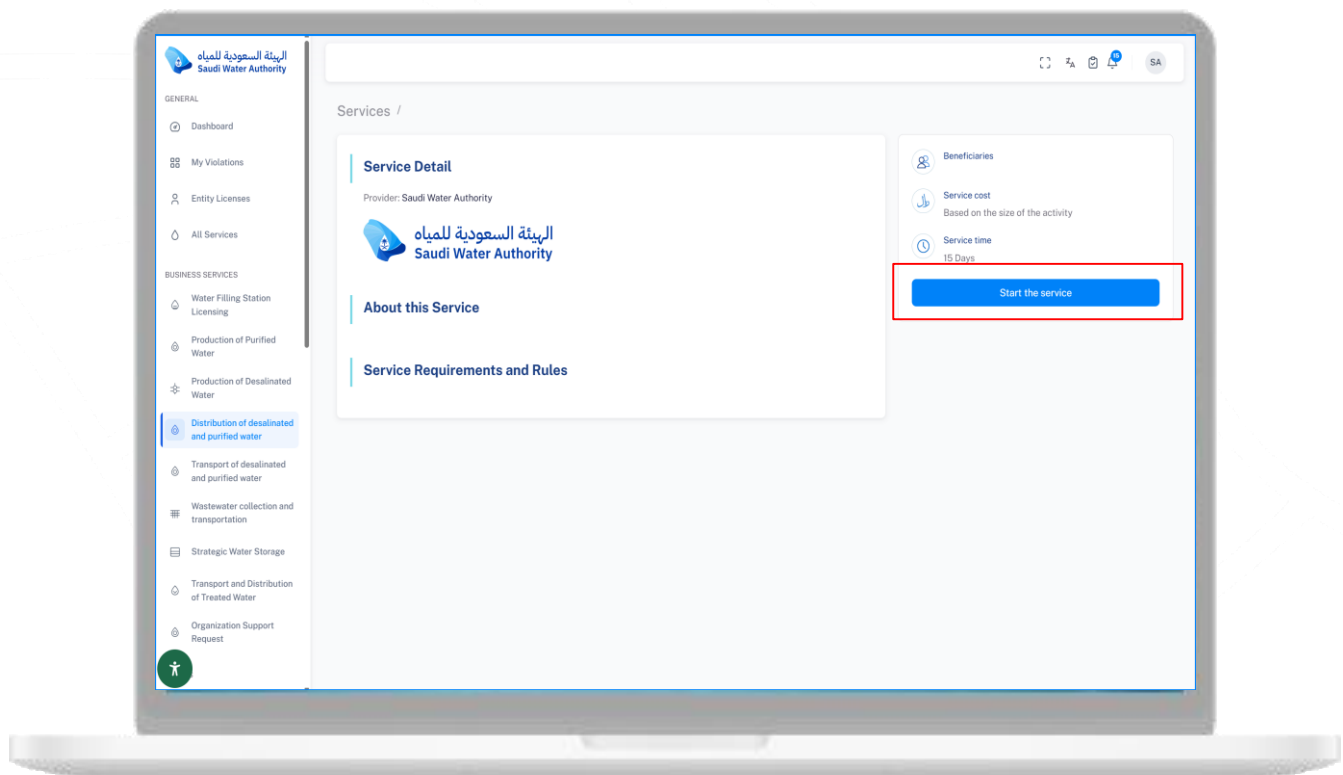 الهيئة السعودية للمياه
Saudi Water Authority
GENERAL
Dashboard
My Violations
Entity Licenses
All Services
BUSINESS SERVICES
Water Filling Station
Licensing
Production of Purified
Water
Production of Desalinated
Water
Distribution of desalinated
and purified water
Transport of desalinated
and purified water
Wastewater collection and
transportation
Strategic Water Storage
Transport and Distribution
of Treated Water
Organization Support
Request
15
SA
Services /
Service Detail
Provider: Saudi Water Authority
الهيئة السعودية للمياه
Saudi Water Authority
About this Service
Service Requirements and Rules
Beneficiaries
Service cost
Based on the size of the activity
Service time
15 Days
Start the service